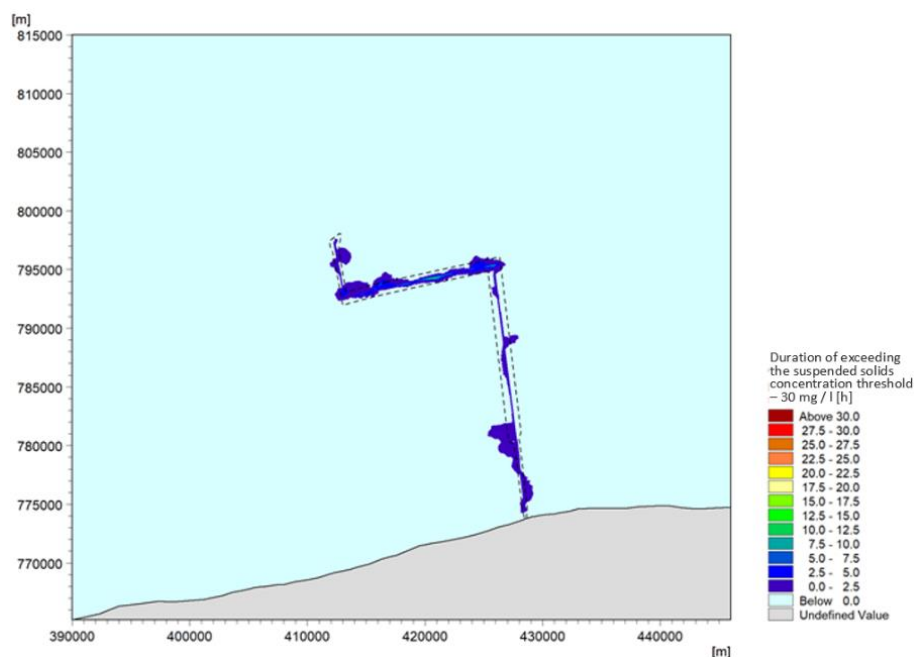 [m]
815000
810000
805000
800000
795000
790000
785000
780000
775000
770000
390000 400000 410000 420000 430000 440000
[m]
Duration of exceeding
the suspended solids
concentration threshold
– 30 mg / l [h]
Above 30.0
27.5 - 30.0
25.0 - 27.5
22.5 - 25.0
20.0 - 22.5
17.5 - 20.0
15.0 - 17.5
12.5 - 15.0
10.0 - 12.5
7.5 - 10.0
5.0 - 7.5
2.5 - 5.0
0.0 - 2.5
Below 0.0
Undefined Value